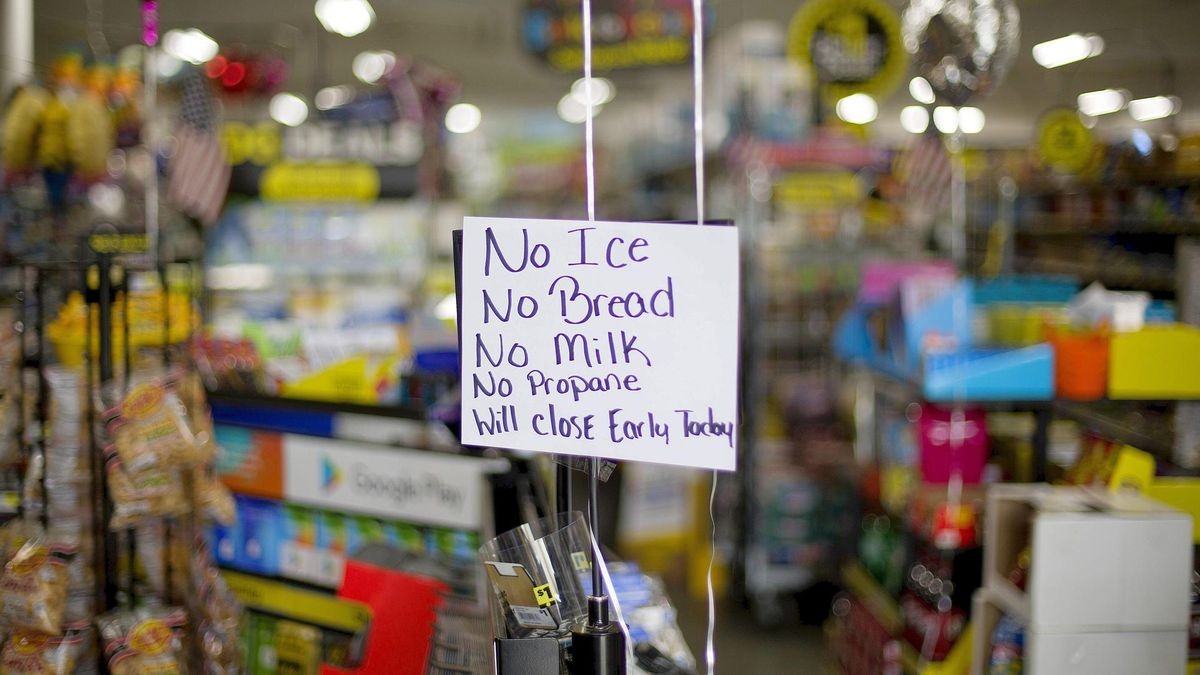 No Ice
No Bread
No Milk
No Propane
Will close Early Today
DEALS
Google Play
$1